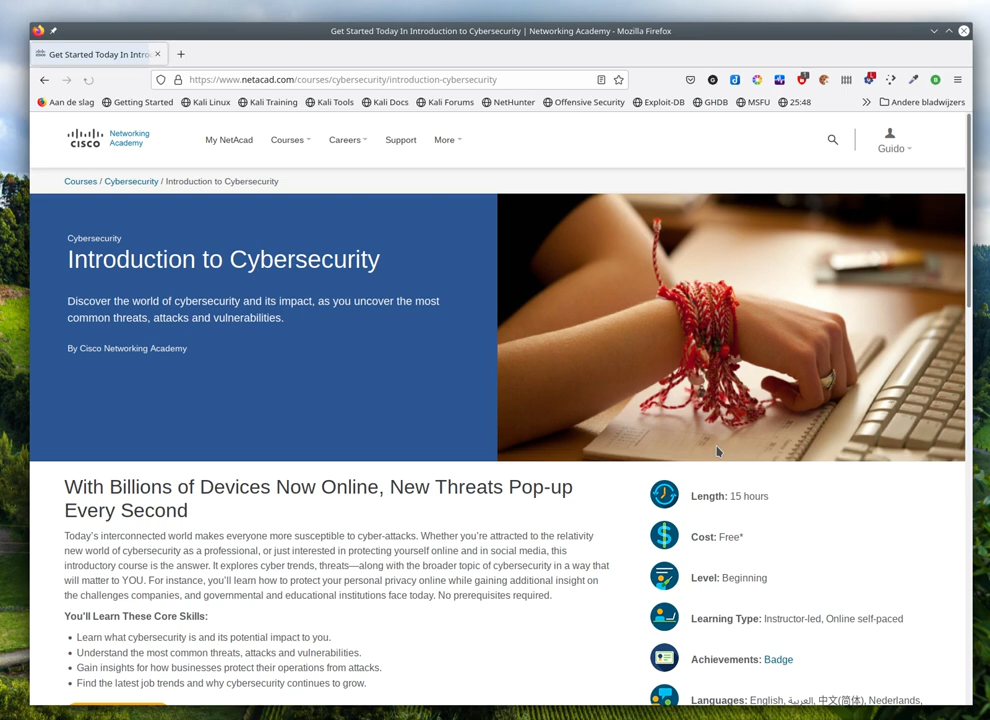 Get Started Today In Introduction to Cybersecurity | Networking Academy - Mozilla Firefox
Get Started Today In Intro
https://www.netacad.com/courses/cybersecurity/introduction-cybersecurity
Aan de slag Getting Started Kali Linux Kali Training Kali Tools Kali Docs Kali Forums NetHunter Offensive Security Exploit-DB GHDB MSFU 25:48 Andere bladwijzers
CISCO Networking Academy
My NetAcad Courses Careers Support More
Guido
Courses / Cybersecurity / Introduction to Cybersecurity
Cybersecurity
Introduction to Cybersecurity
Discover the world of cybersecurity and its impact, as you uncover the most
common threats, attacks and vulnerabilities.
By Cisco Networking Academy
With Billions of Devices Now Online, New Threats Pop-up
Every Second
Today's interconnected world makes everyone more susceptible to cyber-attacks. Whether you're attracted to the relativity
new world of cybersecurity as a professional, or just interested in protecting yourself online and in social media, this
introductory course is the answer. It explores cyber trends, threats—along with the broader topic of cybersecurity in a way that
will matter to YOU. For instance, you'll learn how to protect your personal privacy online while gaining additional insight on
the challenges companies, and governmental and educational institutions face today. No prerequisites required.
You'll Learn These Core Skills:
• Learn what cybersecurity is and its potential impact to you.
• Understand the most common threats, attacks and vulnerabilities.
• Gain insights for how businesses protect their operations from attacks.
• Find the latest job trends and why cybersecurity continues to grow.
Length: 15 hours
Cost: Free*
Level: Beginning
Learning Type: Instructor-led, Online self-paced
Achievements: Badge
Languages: English, العربية, 中文(简体), Nederlands,